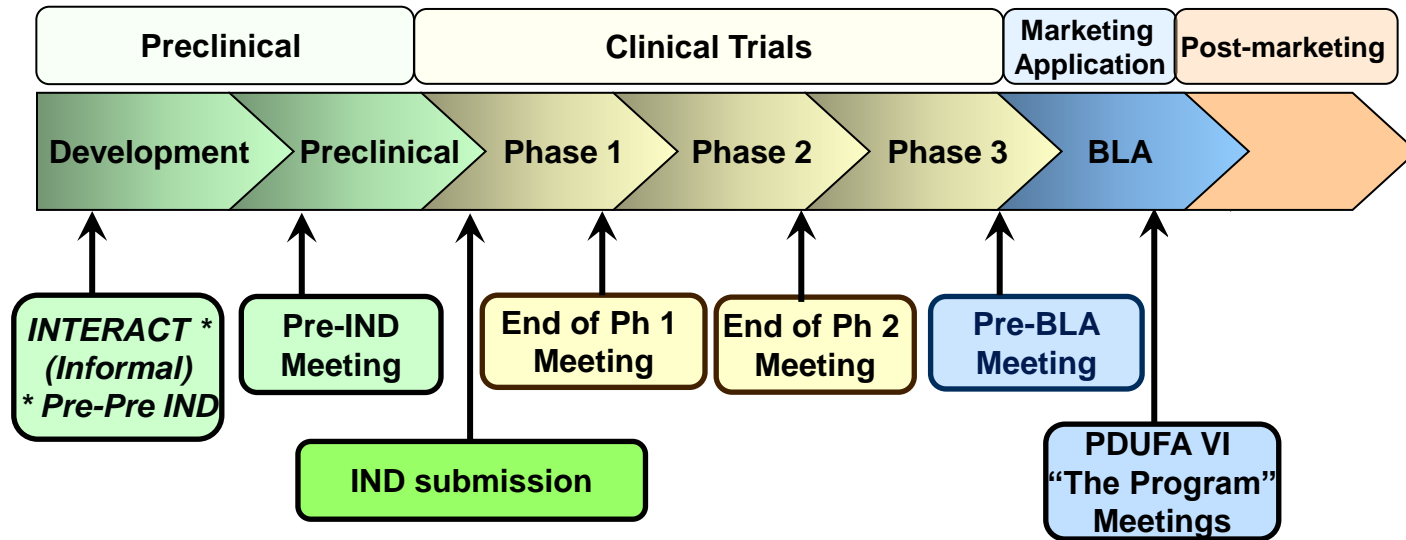 Preclinical
Clinical Trials
Marketing
Application
Post-marketing
Development
Preclinical
Phase 1
Phase 2
Phase 3
BLA
INTERACT *
(Informal)
* Pre-Pre IND
Pre-IND
Meeting
End of Ph 1
Meeting
End of Ph 2
Meeting
Pre-BLA
Meeting
IND submission
PDUFA VI
“The Program”
Meetings